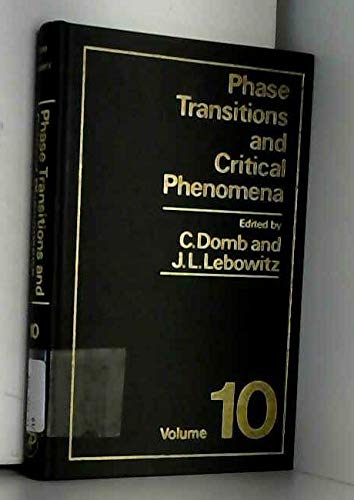 Phase
Transitions
and
Critical
Phenomena
Edited by
C. Domb and
J. L. Lebowitz
Volume 10
Phase Transitions and
10